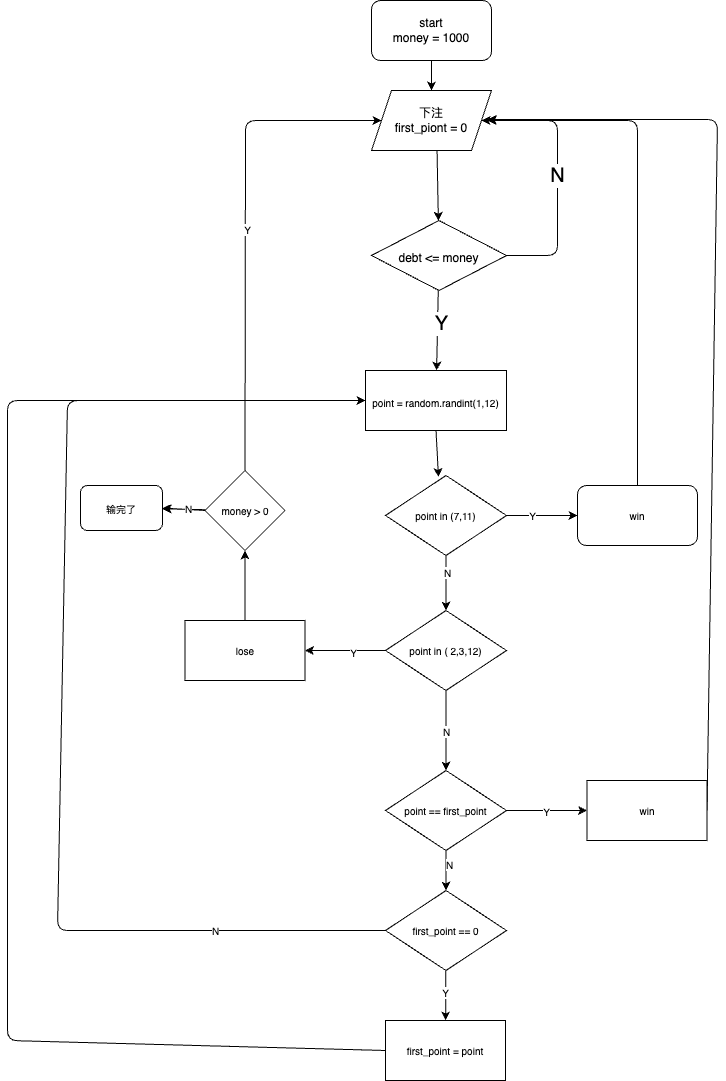 start
money = 1000
下注
first_piont = 0
N
Y
debt <= money
Y
point = random.randint(1,12)
输完了
N
money > 0
point in (7,11)
Y
win
N
lose
Y
point in ( 2,3,12)
N
point == first_point
Y
win
N
N
first_point == 0
Y
first_point = point